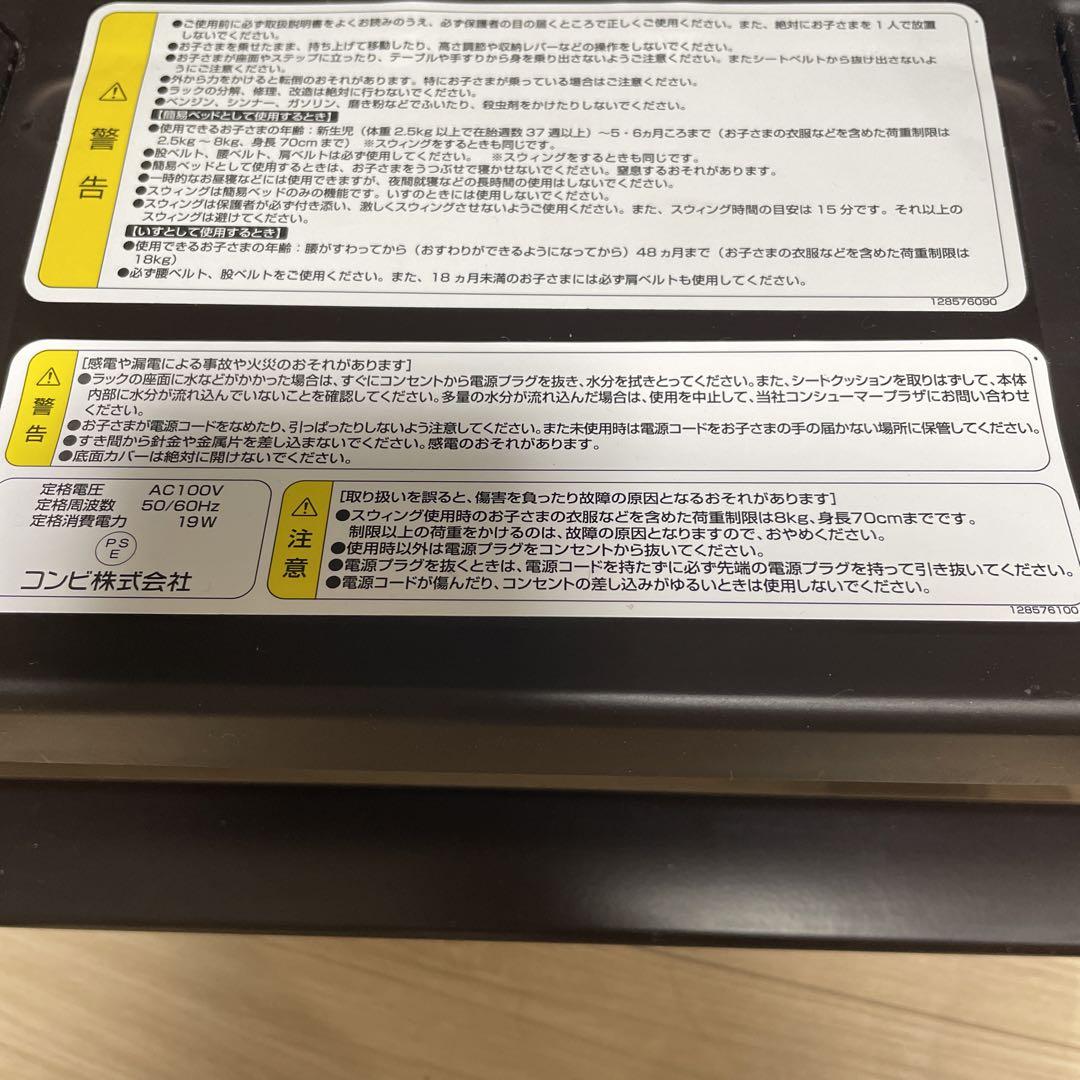 ●ご使用前に必ず取扱説明書をよくお読みのうえ、必ず保護者の目の届くところで正しくご使用ください。また、絶対にお子さまを1人で放置
しないでください。
●お子さまを乗せたまま、持ち上げて移動したり、高さ調節や収納レバーなどの操作をしないでください。
●お子さまが座面やステップに立ったり、テーブルや手すりから身を乗り出さないようご注意ください。またシートベルトから抜け出さないよ
うにご注意ください。
●外から力をかけると転倒のおそれがあります。特にお子さまが乗っている場合はご注意ください。
●ラックの分解、修理、改造は絶対に行わないでください。
●ベンジン、シンナー、ガソリン、磨き粉などでふいたり、殺虫剤をかけたりしないでください。
⚠警告
【簡易ベッドとして使用するとき】
●使用できるお子さまの年齢:新生児(体重2.5kg以上で在胎週数37週以上)~5・6ヵ月ころまで(お子さまの衣服などを含めた荷重制限は
2.5kg~8kg、身長70cmまで) ※スウィングをするときも同じです。
●股ベルト、腰ベルト、肩ベルトは必ず使用してください。 ※スウィングをするときも同じです。
●簡易ベッドとして使用するときは、お子さまをうつぶせで寝かせないでください。窒息するおそれがあります。
●一時的なお昼寝などには使用できますが、夜間就寝などの長時間の使用はしないでください。
●スウィングは簡易ベッドのみの機能です。いすのときには使用しないでください。
●スウィングは保護者が必ず付き添い、激しくスウィングさせないようご使用ください。また、スウィング時間の目安は15分です。それ以上の
スウィングは避けてください。
【いすとして使用するとき】
●使用できるお子さまの年齢:腰がすわってから(おすわりができるようになってから)48ヵ月まで(お子さまの衣服などを含めた荷重制限は
18kg)
●必ず腰ベルト、股ベルトをご使用ください。また、18ヵ月未満のお子さまには必ず肩ベルトも使用してください。
128576090
⚠警告
[感電や漏電による事故や火災のおそれがあります]
●ラックの座面に水などがかかった場合は、すぐにコンセントから電源プラグを抜き、水分を拭きとってください。また、シートクッションを取りはずして、本体
内部に水分が流れ込んでいないことを確認してください。多量の水分が流れ込んだ場合は、使用を中止して、当社コンシューマープラザにお問い合わせ
ください。
●お子さまが電源コードをなめたり、引っぱったりしないよう注意してください。また未使用時は電源コードをお子さまの手の届かない場所に保管してください。
●すき間から針金や金属片を差し込まないでください。感電のおそれがあります。
●底面カバーは絶対に開けないでください。
定格電圧 AC100V
定格周波数 50/60Hz
定格消費電力 19W
PS
E
コンビ株式会社
⚠注意
[取り扱いを誤ると、傷害を負ったり故障の原因となるおそれがあります]
●スウィング使用時のお子さまの衣服などを含めた荷重制限は8kg、身長70cmまでです。
制限以上の荷重をかけるのは、故障の原因となりますので、おやめください。
●使用時以外は電源プラグをコンセントから抜いてください。
●電源プラグを抜くときは、電源コードを持たずに必ず先端の電源プラグを持って引き抜いてください。
●電源コードが傷んだり、コンセントの差し込みがゆるいときは使用しないでください。
128576100